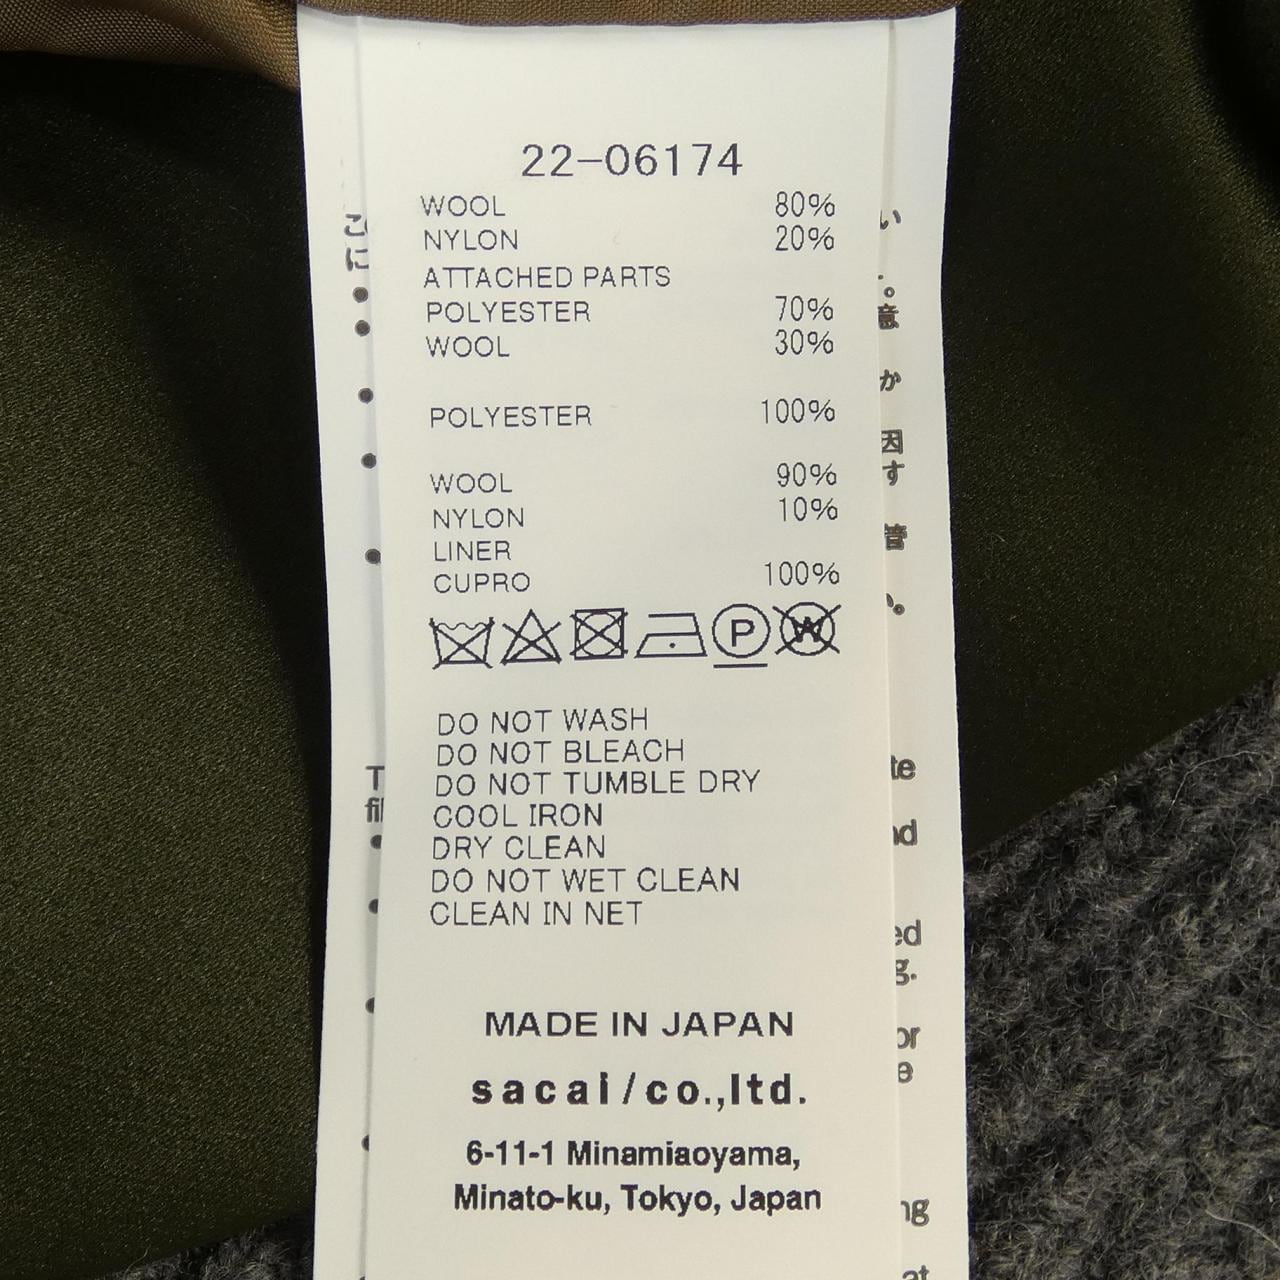 22-06174
WOOL 80%
NYLON 20%
ATTACHED PARTS
POLYESTER 70%
WOOL 30%
POLYESTER 100%
WOOL 90%
NYLON 10%
LINER
CUPRO 100%
P W
DO NOT WASH
DO NOT BLEACH
DO NOT TUMBLE DRY
COOL IRON
DRY CLEAN
DO NOT WET CLEAN
CLEAN IN NET
MADE IN JAPAN
sacai/co.,ltd.
6-11-1 Minamiaoyama,
Minato-ku, Tokyo, Japan